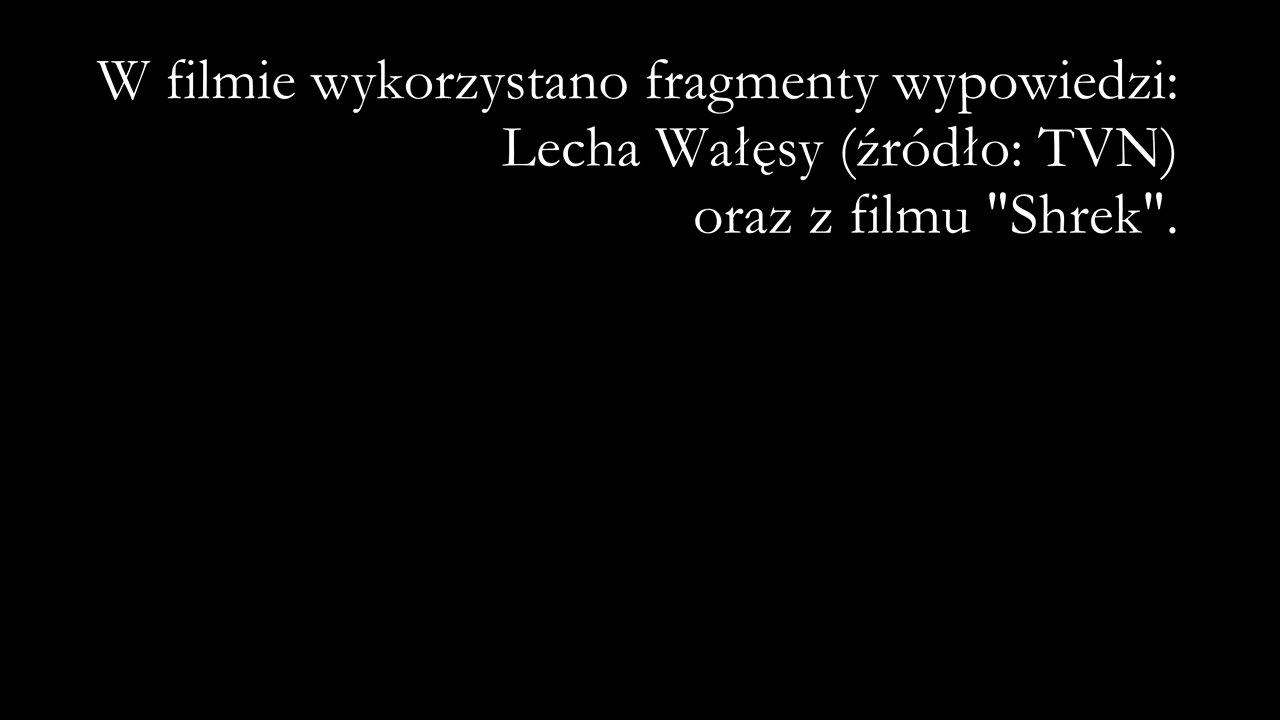 W filmie wykorzystano fragmenty wypowiedzi:
Lecha Wałęsy (źródło: TVN)
oraz z filmu "Shrek".